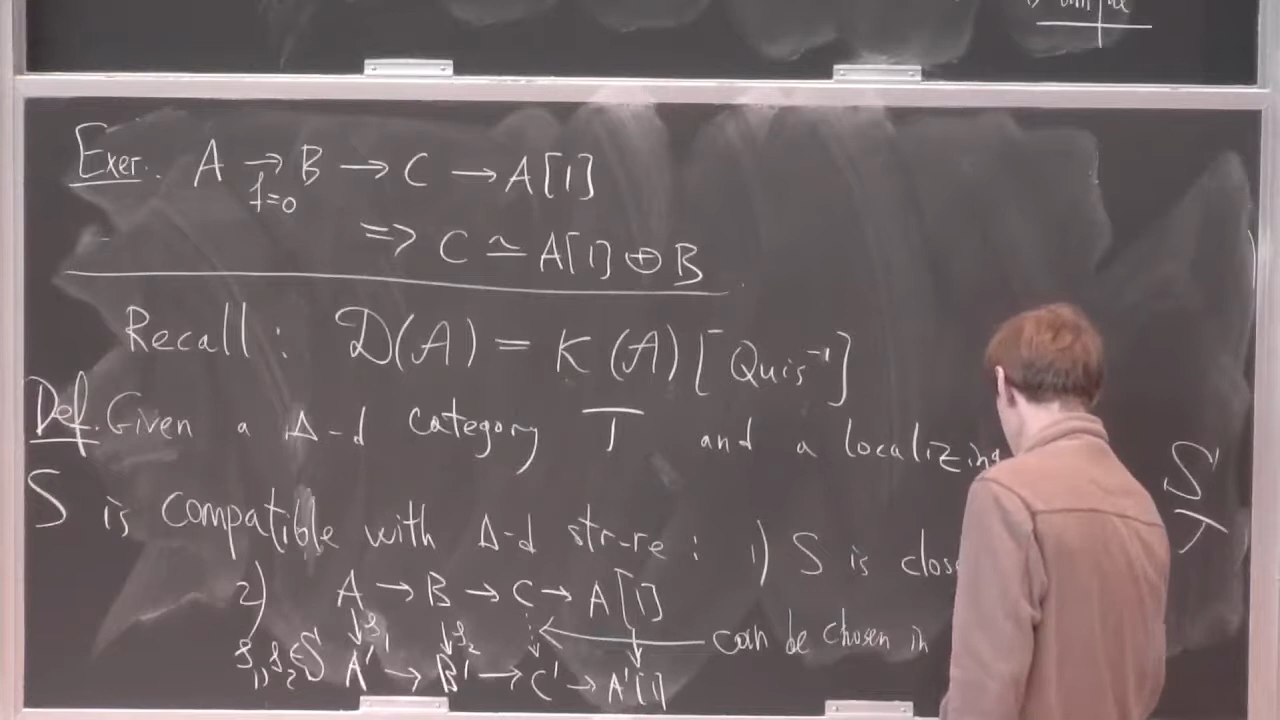 Exer. A → B → C → A[1]
f=0
=> C ≃ A[1] ⊕ B
Recall: D(A) = K(A)[Quis⁻¹]
Def. Given a Δ-d category T and a localizing S
S is compatible with Δ-d str-re: 1) S is clos
2) A → B → C → A[1]
s₁ s₂ can be chosen in
s₁, s₂ ∈ S A' → B' → C' → A'[1]